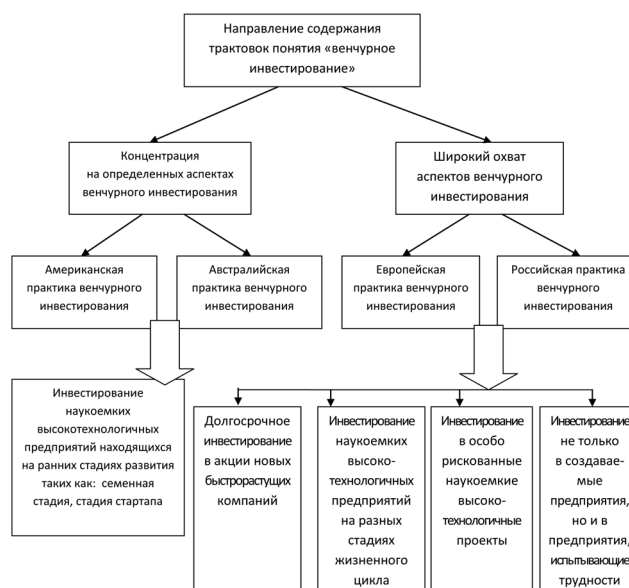 Направление содержания
трактовок понятия «венчурное
инвестирование»
Концентрация
на определенных аспектах
венчурного инвестирования
Широкий охват
аспектов венчурного
инвестирования
Американская
практика венчурного
инвестирования
Австралийская
практика венчурного
инвестирования
Европейская
практика венчурного
инвестирования
Российская практика
венчурного
инвестирования
Инвестирование
наукоемких
высокотехнологичных
предприятий находящихся
на ранних стадиях развития
таких как: семенная
стадия, стадия стартапа
Долгосрочное
инвестирование
в акции новых
быстрорастущих
компаний
Инвестирование
наукоемких
высоко-
технологичных
предприятий
на разных
стадиях
жизненного
цикла
Инвестирование
в особо
рискованные
наукоемкие
высоко-
технологичные
проекты
Инвестирование
не только
в создавае-
мые
предприятия,
но и в
предприятия,
испытывающие
трудности